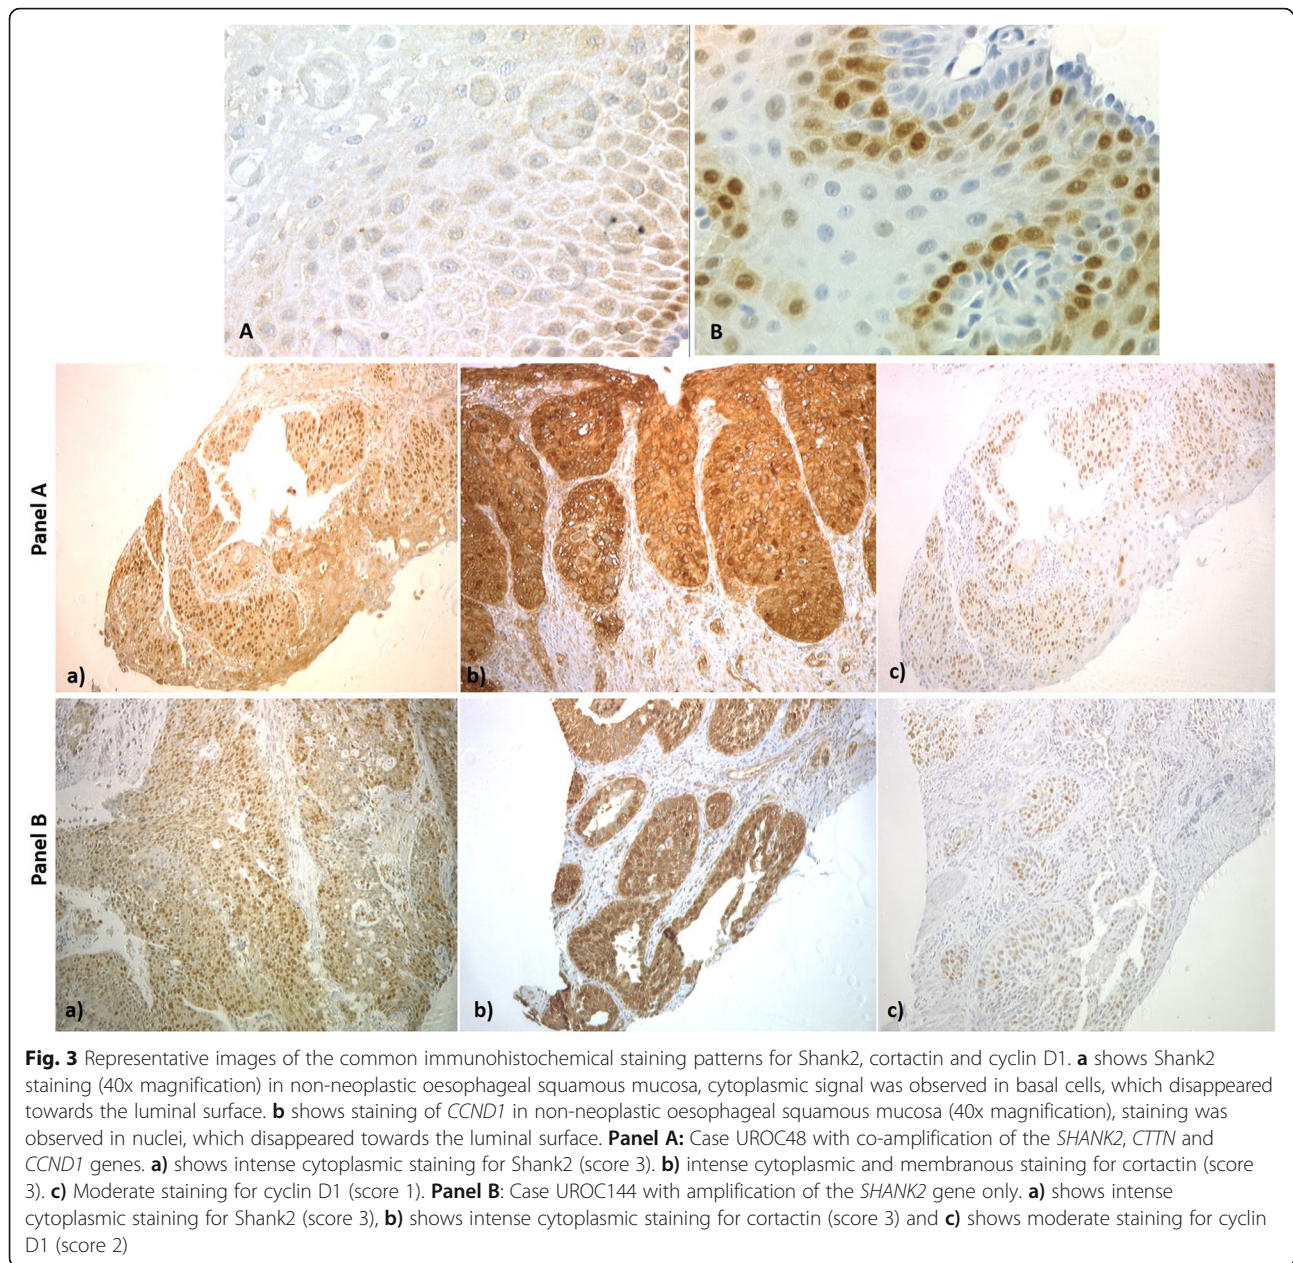 A
B
Panel A
a)
b)
c)
Panel B
a)
b)
c)
Fig. 3 Representative images of the common immunohistochemical staining patterns for Shank2, cortactin and cyclin D1. a shows Shank2
staining (40x magnification) in non-neoplastic oesophageal squamous mucosa, cytoplasmic signal was observed in basal cells, which disappeared
towards the luminal surface. b shows staining of CCND1 in non-neoplastic oesophageal squamous mucosa (40x magnification), staining was
observed in nuclei, which disappeared towards the luminal surface. Panel A: Case UROC48 with co-amplification of the SHANK2, CTTN and
CCND1 genes. a) shows intense cytoplasmic staining for Shank2 (score 3). b) intense cytoplasmic and membranous staining for cortactin (score
3). c) Moderate staining for cyclin D1 (score 1). Panel B: Case UROC144 with amplification of the SHANK2 gene only. a) shows intense
cytoplasmic staining for Shank2 (score 3), b) shows intense cytoplasmic staining for cortactin (score 3) and c) shows moderate staining for cyclin
D1 (score 2)